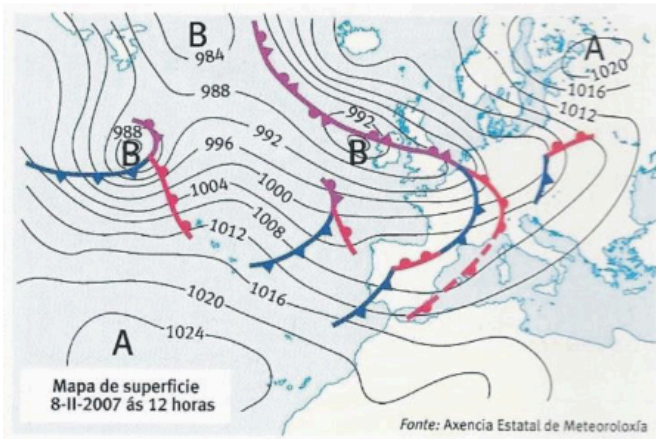 B
984
988
A
1020
1016
1012
988
B
992
B
996
992
1004
1000
1012
1008
1020
1016
1024
A
Mapa de superficie
8-II-2007 ás 12 horas
Fonte: Axencia Estatal de Meteoroloxía